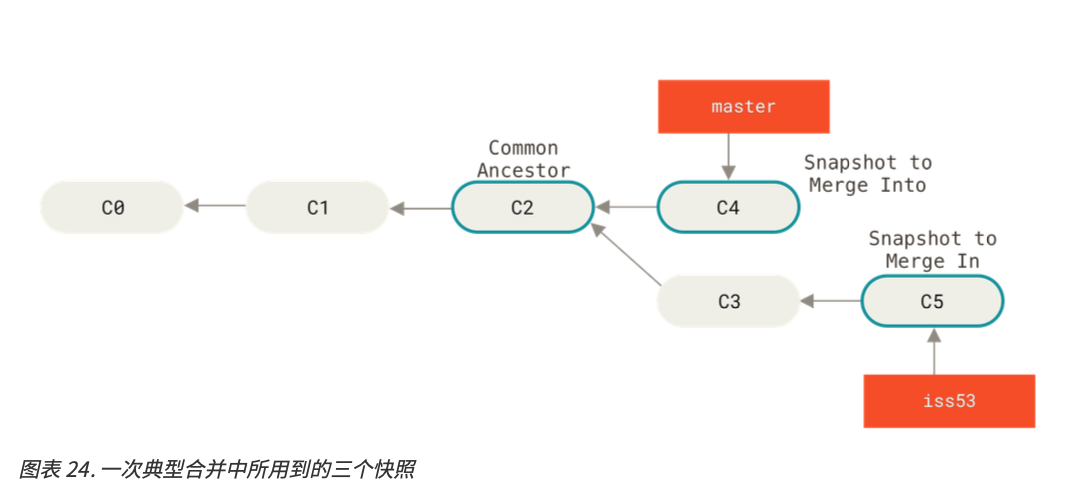 master
Common
Ancestor
Snapshot to
Merge Into
C0
C1
C2
C4
Snapshot to
Merge In
C3
C5
iss53
图表 24. 一次典型合并中所用到的三个快照